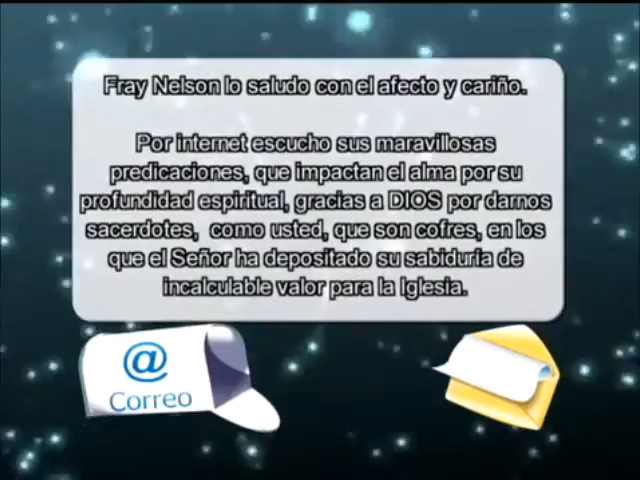 Fray Nelson lo saludo con el afecto y cariño.
Por internet escucho sus maravillosas
predicaciones, que impactan el alma por su
profundidad espiritual, gracias a DIOS por darnos
sacerdotes, como usted, que son cofres, en los
que el Señor ha depositado su sabiduría de
incalculable valor para la Iglesia.
@
Correo